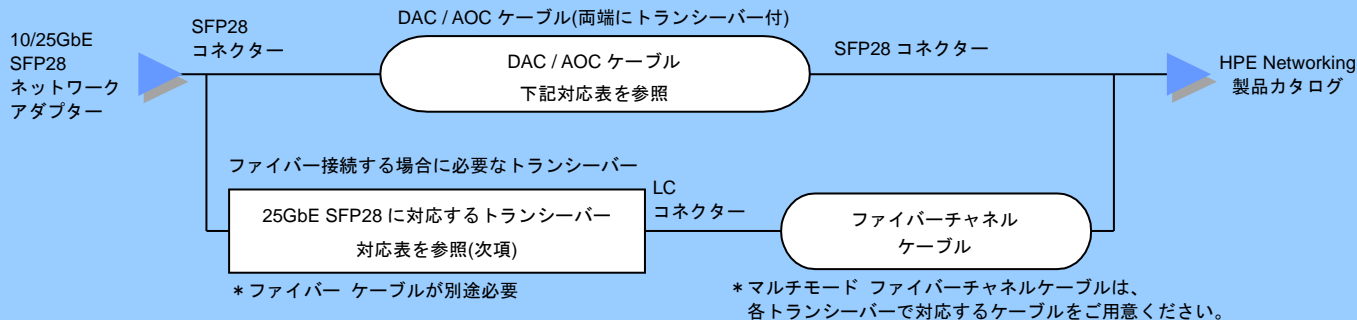 10/25GbE
SFP28
ネットワーク
アダプター
SFP28
コネクター
DAC / AOC ケーブル(両端にトランシーバー付)
DAC / AOC ケーブル
下記対応表を参照
SFP28 コネクター
HPE Networking
製品カタログ
ファイバー接続する場合に必要なトランシーバー
25GbE SFP28 に対応するトランシーバー
対応表を参照(次項)
*ファイバー ケーブルが別途必要
LC
コネクター
ファイバーチャネル
ケーブル
*マルチモード ファイバーチャネルケーブルは、
各トランシーバーで対応するケーブルをご用意ください。